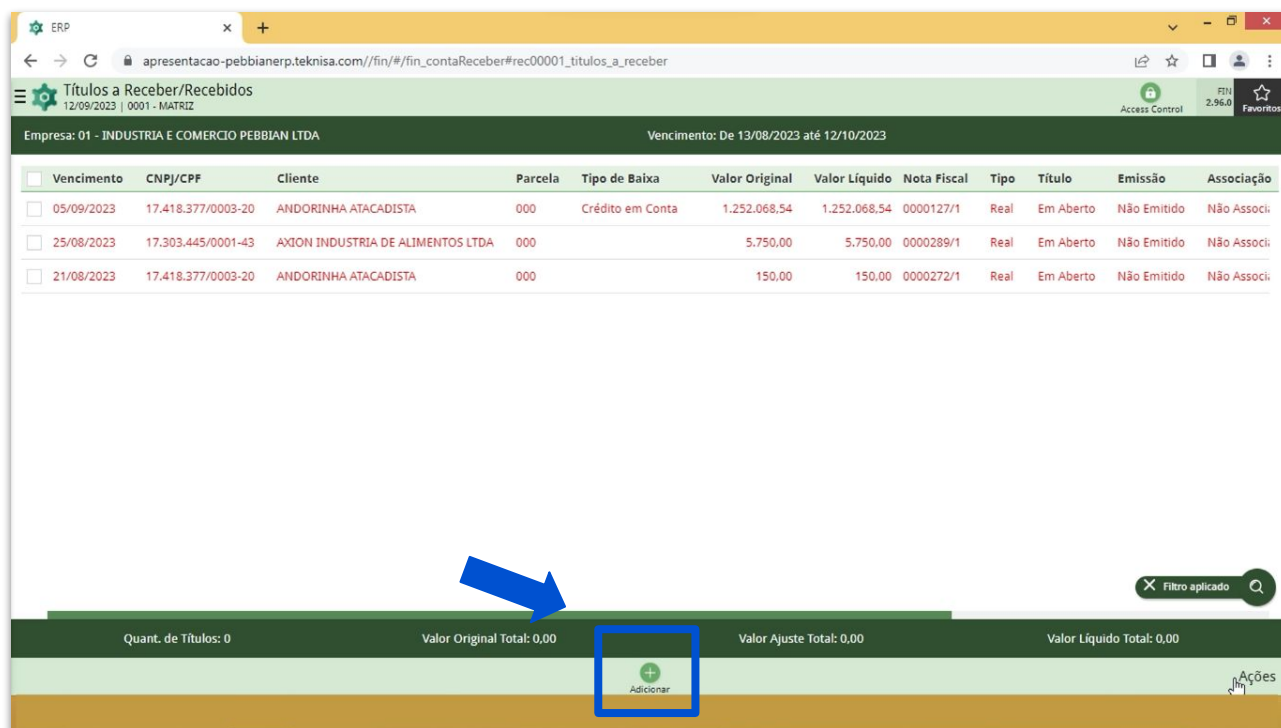 ERP
apresentacao-pebbianerp.teknisa.com//fin/#/fin_contaReceber#rec00001_titulos_a_receber
Títulos a Receber/Recebidos
12/09/2023 | 0001 - MATRIZ
Access Control
FIN
2.96.0
Favoritos
Empresa: 01 - INDUSTRIA E COMERCIO PEBBIAN LTDA Vencimento: De 13/08/2023 até 12/10/2023
Vencimento CNPJ/CPF Cliente Parcela Tipo de Baixa Valor Original Valor Líquido Nota Fiscal Tipo Título Emissão Associação
05/09/2023 17.418.377/0003-20 ANDORINHA ATACADISTA 000 Crédito em Conta 1.252.068,54 1.252.068,54 0000127/1 Real Em Aberto Não Emitido Não Associ
25/08/2023 17.303.445/0001-43 AXION INDUSTRIA DE ALIMENTOS LTDA 000 5.750,00 5.750,00 0000289/1 Real Em Aberto Não Emitido Não Associ
21/08/2023 17.418.377/0003-20 ANDORINHA ATACADISTA 000 150,00 150,00 0000272/1 Real Em Aberto Não Emitido Não Associ
Filtro aplicado
Quant. de Títulos: 0 Valor Original Total: 0,00 Valor Ajuste Total: 0,00 Valor Líquido Total: 0,00
Adicionar
Ações